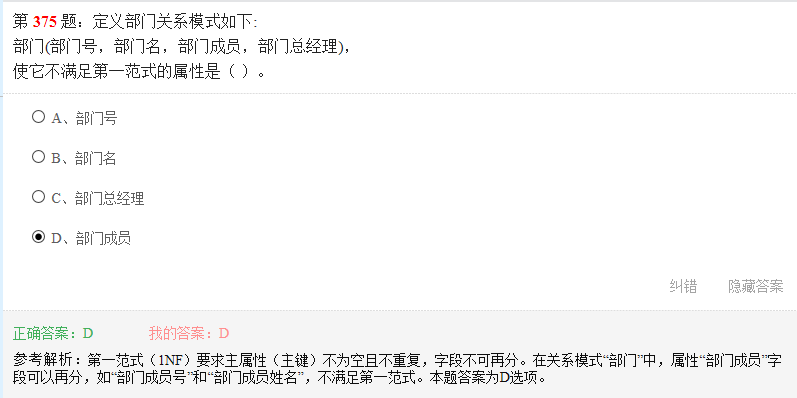 第 375 题：定义部门关系模式如下:
部门(部门号，部门名，部门成员，部门总经理)，
使它不满足第一范式的属性是（ ）。
A、部门号
B、部门名
C、部门总经理
D、部门成员
纠错 隐藏答案
正确答案：D 我的答案：D
参考解析：第一范式（1NF）要求主属性（主键）不为空且不重复，字段不可再分。在关系模式“部门”中，属性“部门成员”字
段可以再分，如“部门成员号”和“部门成员姓名”，不满足第一范式。本题答案为D选项。